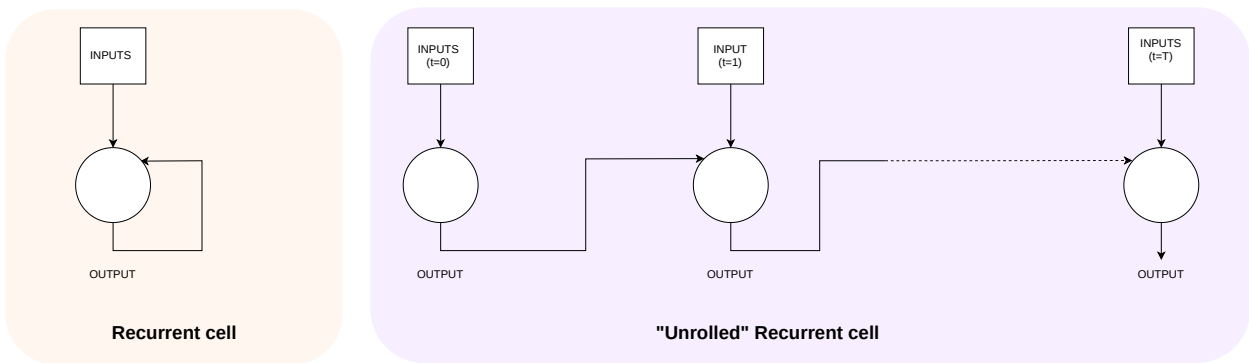 INPUTS
OUTPUT
Recurrent cell
INPUTS
(t=0)
INPUT
(t=1)
INPUTS
(t=T)
OUTPUT
OUTPUT
OUTPUT
"Unrolled" Recurrent cell